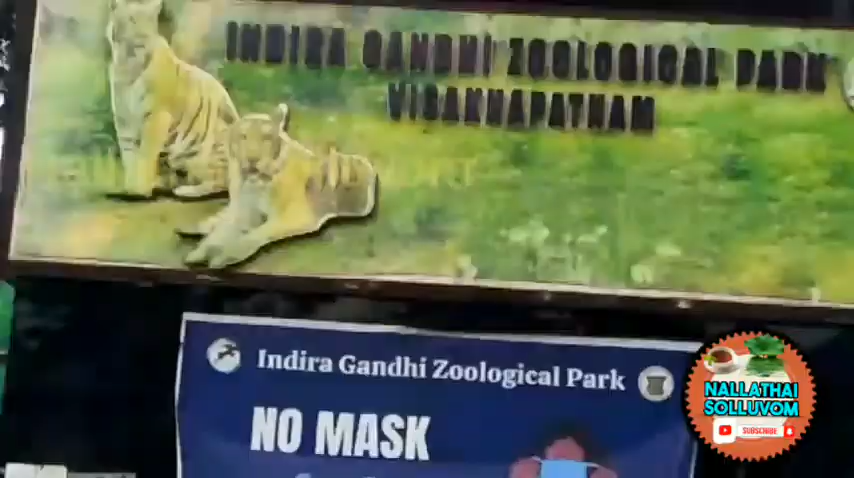 INDIRA GANDHI ZOOLOGICAL PARK
VISAKHAPATNAM
Indira Gandhi Zoological Park
NO MASK
NALLATHAI
SOLLUVOM
SUBSCRIBE